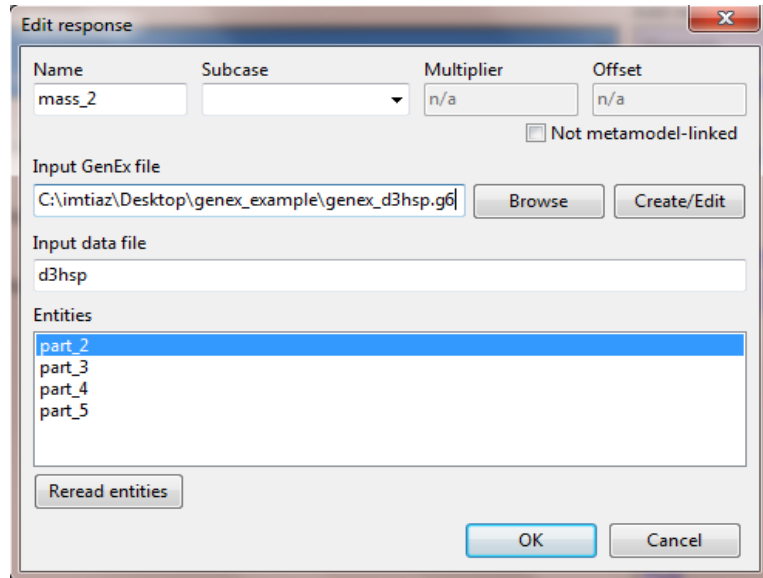 Edit response
Name Subcase Multiplier Offset
mass_2 n/a n/a
Not metamodel-linked
Input GenEx file
C:\imtiaz\Desktop\genex_example\genex_d3hsp.g6 Browse Create/Edit
Input data file
d3hsp
Entities
part_2
part_3
part_4
part_5
Reread entities
OK Cancel